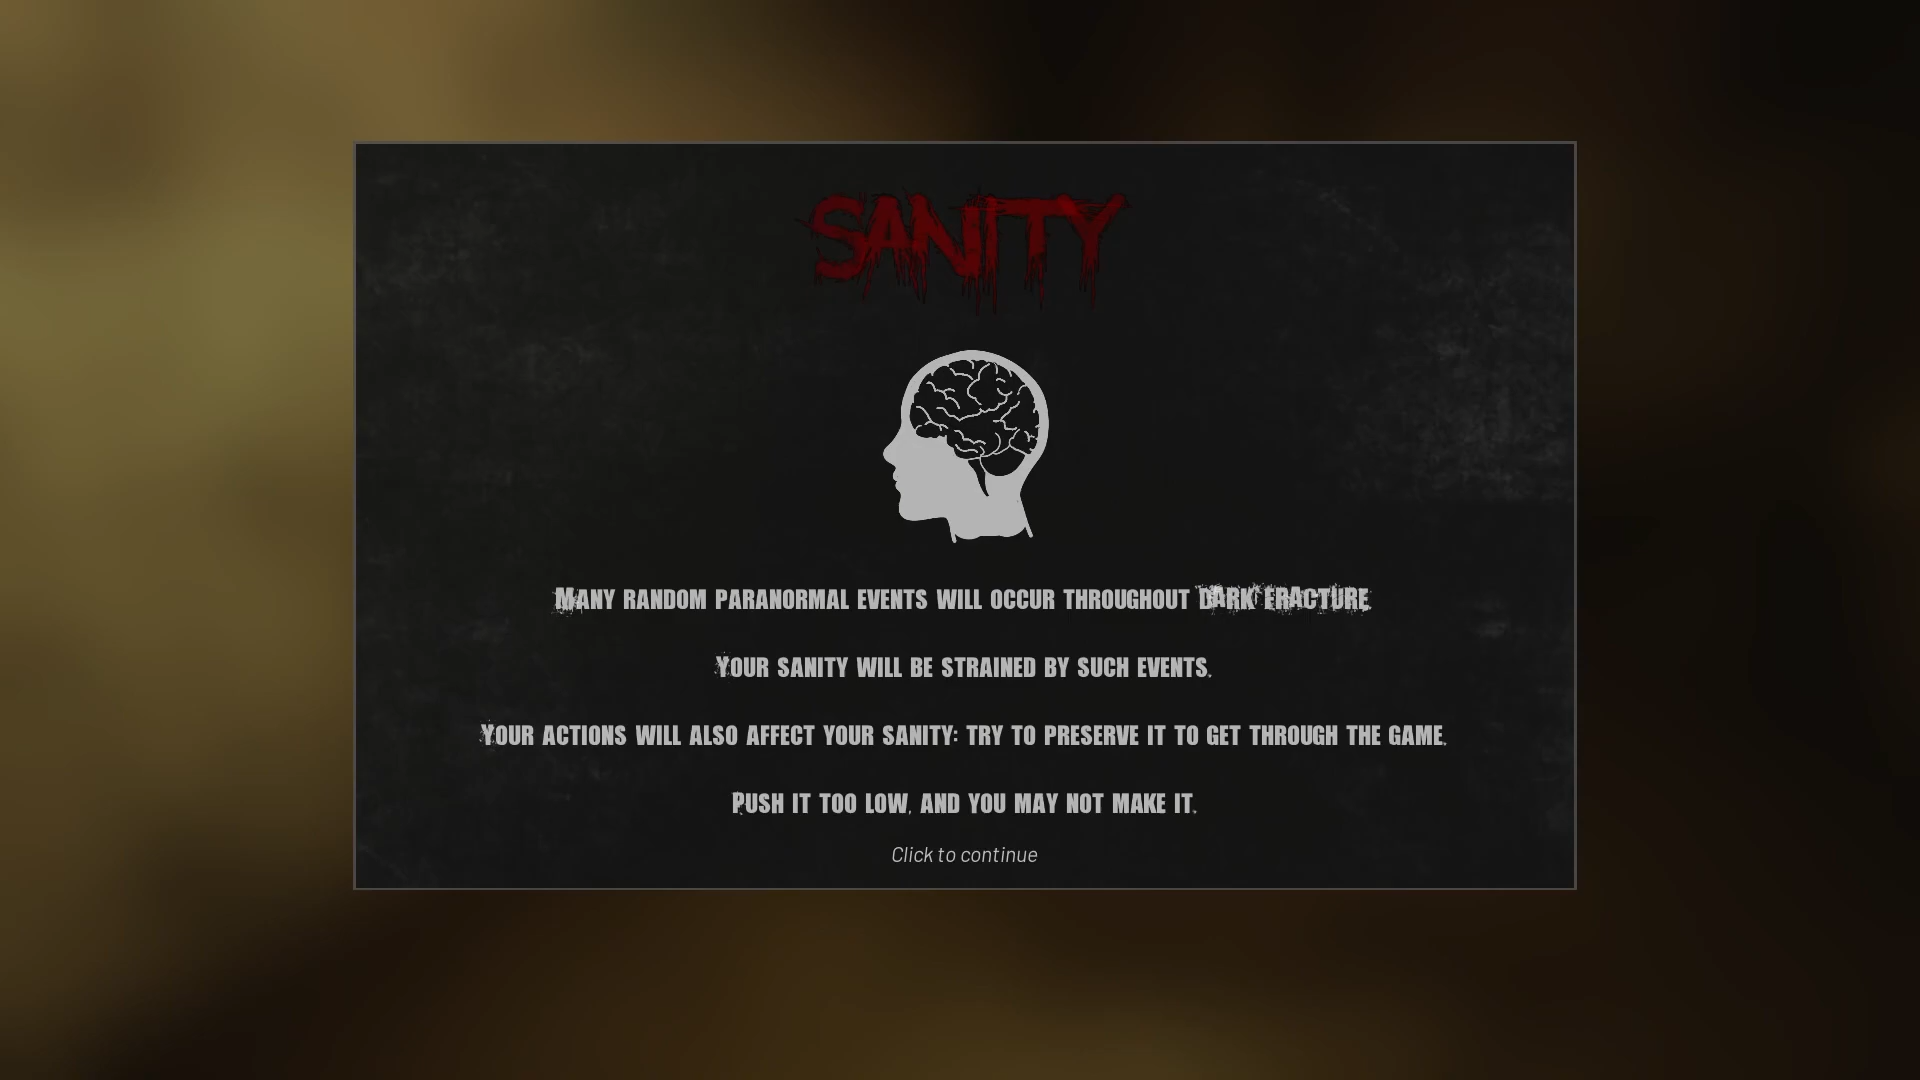 SANITY
Many random paranormal events will occur throughout DARK FRACTURE.
Your sanity will be strained by such events.
Your actions will also affect your sanity: try to preserve it to get through the game.
Push it too low, and you may not make it.
Click to continue